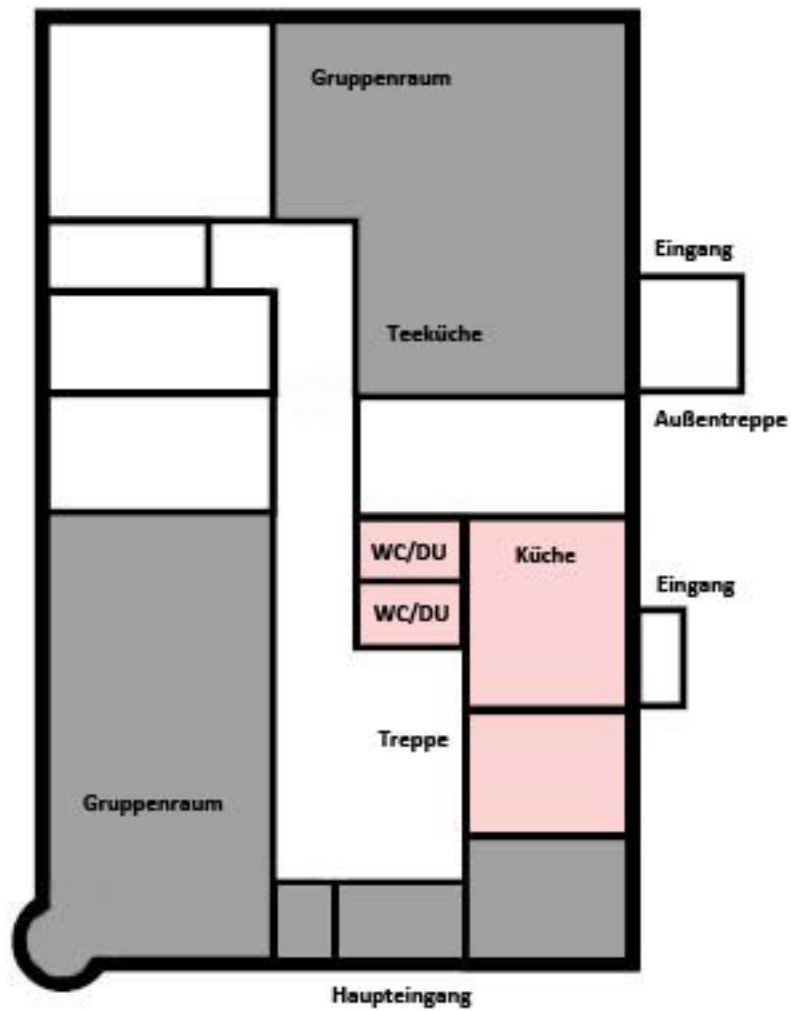 Gruppenraum
Eingang
Teeküche
Außentreppe
WC/DU
Küche
Eingang
WC/DU
Treppe
Gruppenraum
Haupteingang